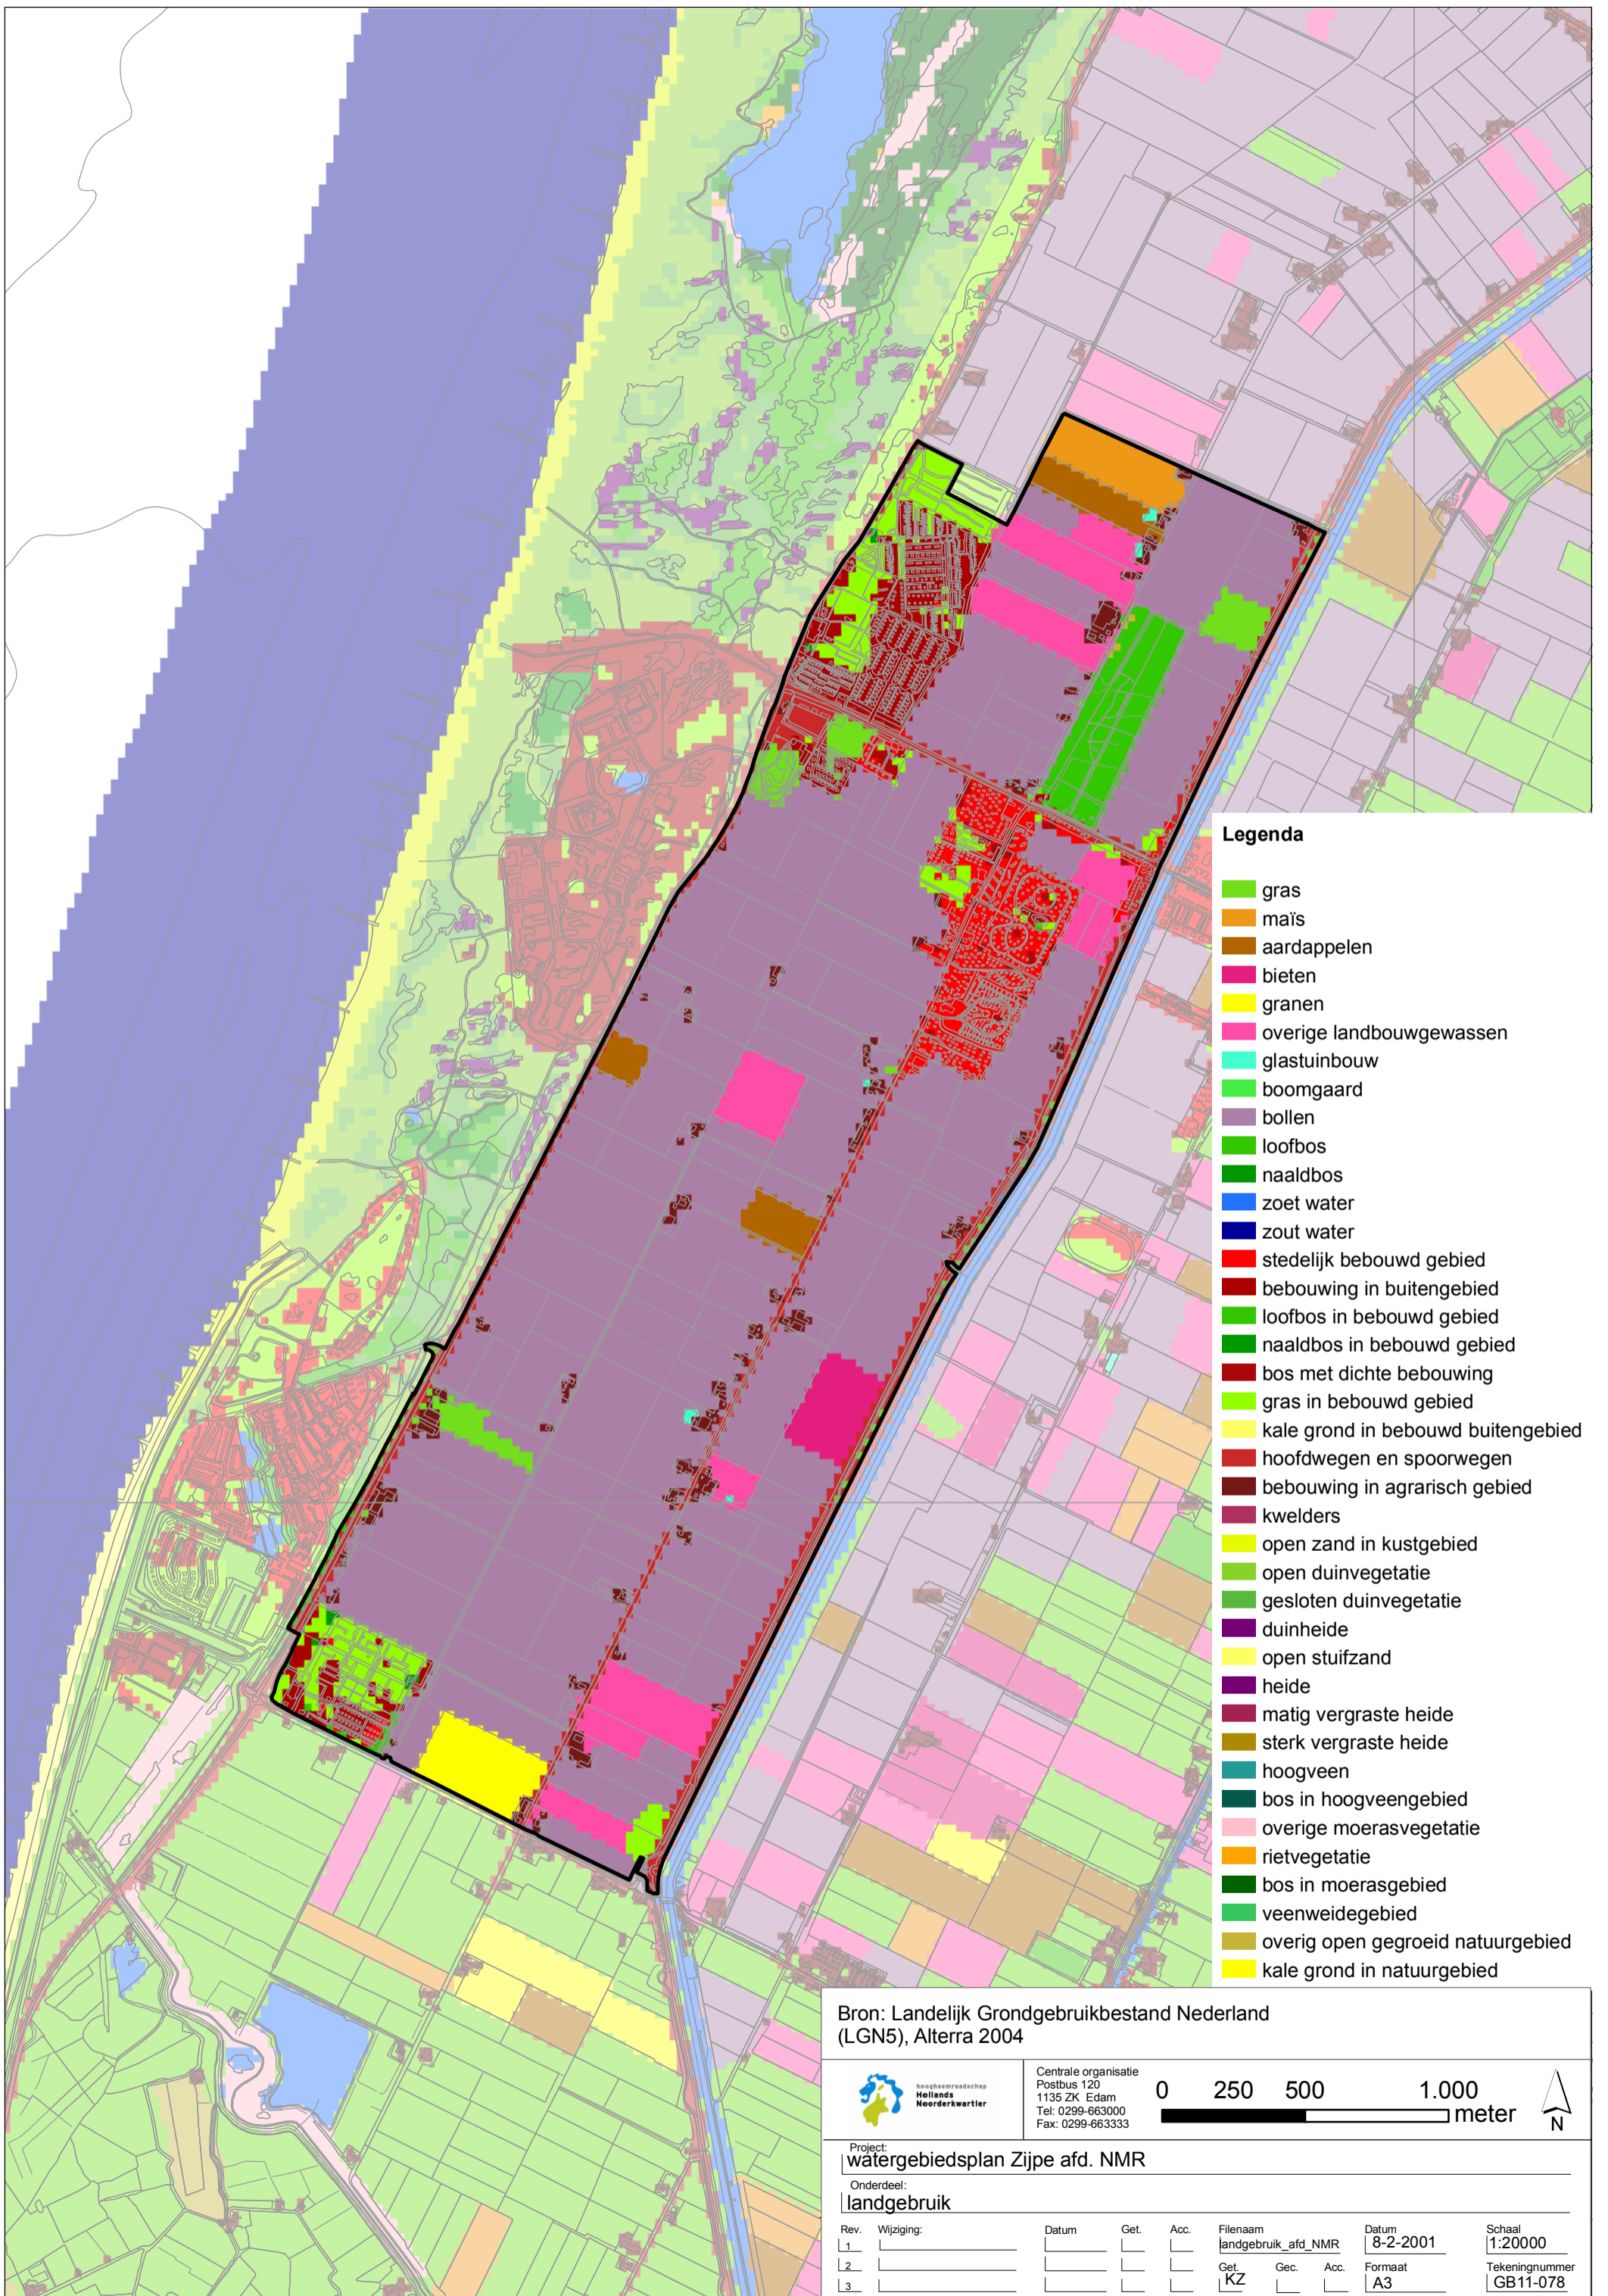 Legenda
gras
maïs
aardappelen
bieten
granen
overige landbouwgewassen
glastuinbouw
boomgaard
bollen
loofbos
naaldbos
zoet water
zout water
stedelijk bebouwd gebied
bebouwing in buitengebied
loofbos in bebouwd gebied
naaldbos in bebouwd gebied
bos met dichte bebouwing
gras in bebouwd gebied
kale grond in bebouwd buitengebied
hoofdwegen en spoorwegen
bebouwing in agrarisch gebied
kwelders
open zand in kustgebied
open duinvegetatie
gesloten duinvegetatie
duinheide
open stuifzand
heide
matig vergraste heide
sterk vergraste heide
hoogveen
bos in hoogveengebied
overige moerasvegetatie
rietvegetatie
bos in moerasgebied
veenweidegebied
overig open gegroeid natuurgebied
kale grond in natuurgebied
Bron: Landelijk Grondgebruikbestand Nederland
(LGN5), Alterra 2004
hoogheemraadschap
Hollands
Noorderkwartier
Centrale organisatie
Postbus 120
1135 ZK Edam
Tel: 0299-663000
Fax: 0299-663333
0 250 500 1.000
meter
N
Project:
watergebiedsplan Zijpe afd. NMR
Onderdeel:
landgebruik
Rev. Wijziging: Datum Get. Acc. Filenaam Datum Schaal
1 landgebruik_afd_NMR 8-2-2001 1:20000
2 Get. Gec. Acc. Formaat Tekeningnummer
3 KZ A3 GB11-078